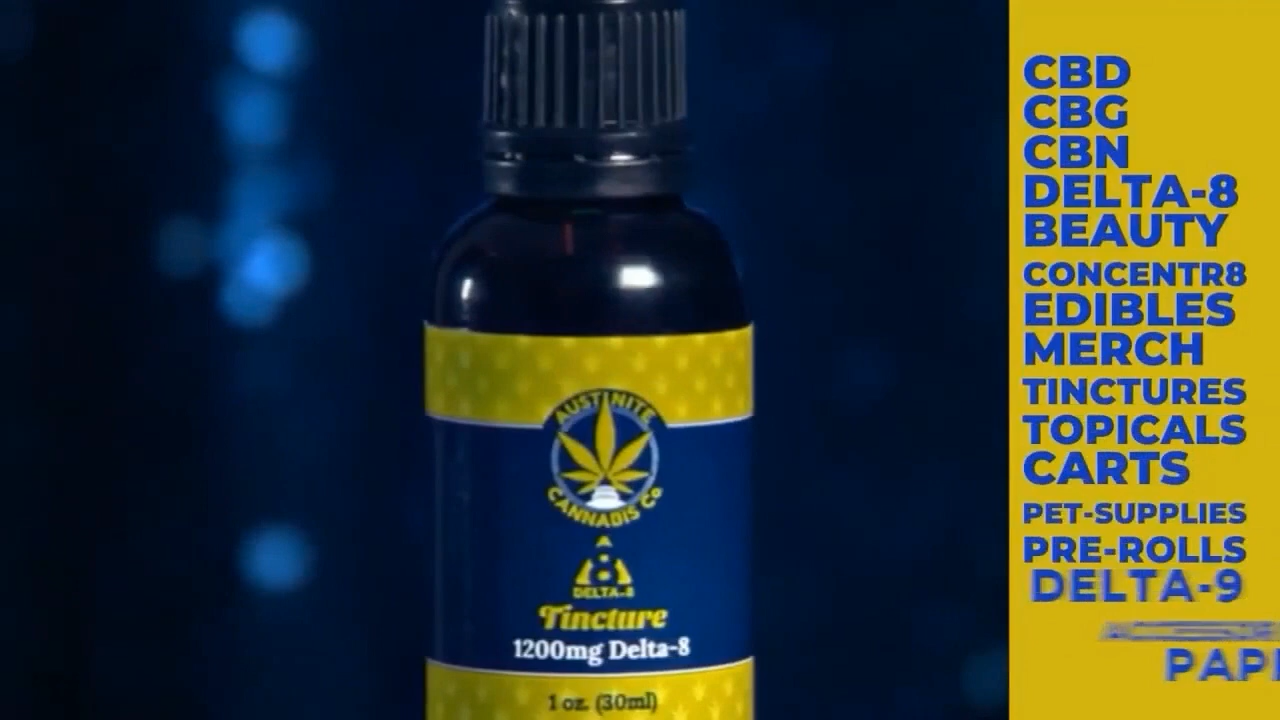 AUSTINITE
CANNABIS Co
DELTA-8
Tincture
1200mg Delta-8
1 oz. (30ml)
CBD
CBG
CBN
DELTA-8
BEAUTY
CONCENTR8
EDIBLES
MERCH
TINCTURES
TOPICALS
CARTS
PET-SUPPLIES
PRE-ROLLS
DELTA-9